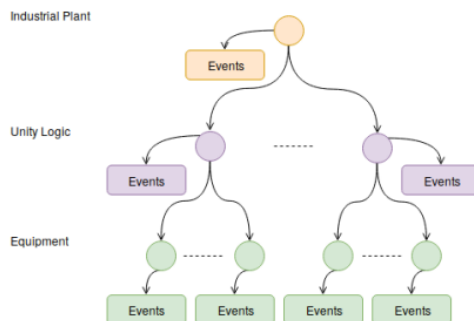 Industrial Plant
Events
Unity Logic
Events
Events
Equipment
Events
Events
Events
Events